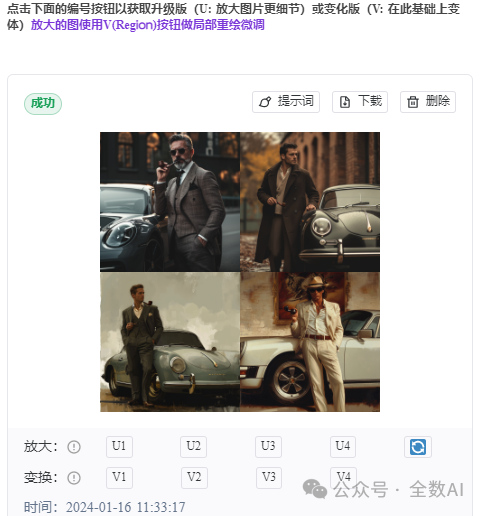 点击下面的编号按钮以获取升级版（U: 放大图片更细节）或变化版（V: 在此基础上变
体）放大的图使用V(Region)按钮做局部重绘微调
成功 提示词 下载 删除
放大: U1 U2 U3 U4
变换: V1 V2 V3 V4
公众号 · 全数AI
时间: 2024-01-16 11:33:17